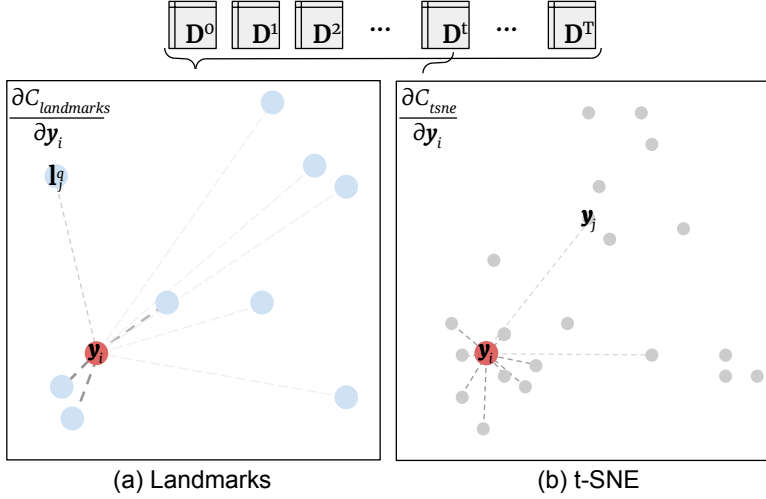 D⁰ D¹ D² ... Dᵗ ... Dᵀ
∂C_landmarks
∂y_i
l_j^q
y_i
(a) Landmarks
∂C_tsne
∂y_i
y_j
y_i
(b) t-SNE